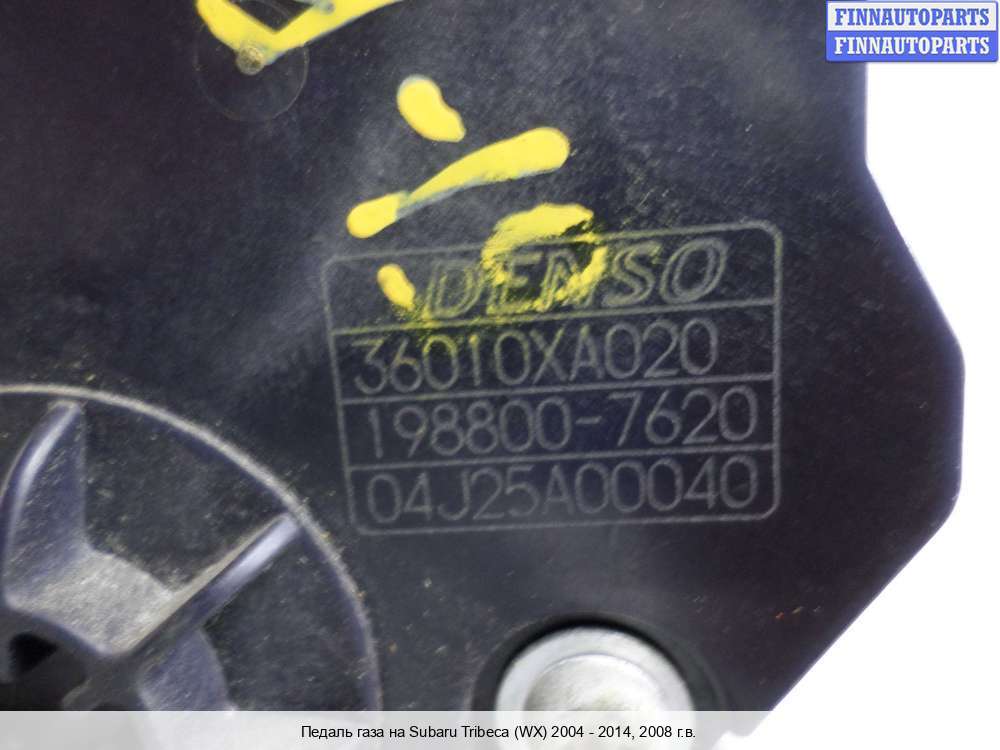 FINNAUTOPARTS
FINNAUTOPARTS
DENSO
36010XA020
198800-7620
04J25A00040
Педаль газа на Subaru Tribeca (WX) 2004 - 2014, 2008 г.в.